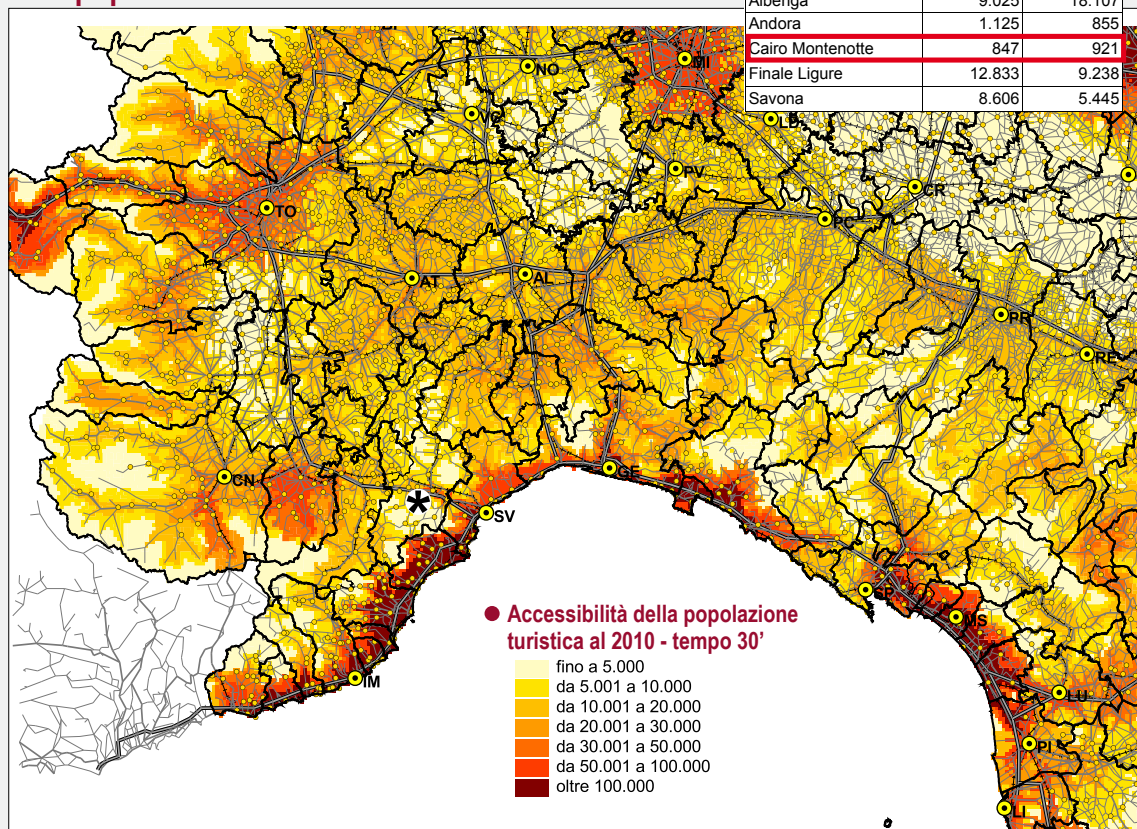 Albenga 9.025 18.107
Andora 1.125 855
Cairo Montenotte 847 921
Finale Ligure 12.833 9.238
Savona 8.606 5.445
NO
MI
VC
PV
CR
TO
AT
AL
PR
RE
CN
GE
*
SV
SP
MS
IM
LU
PI
LI
● Accessibilità della popolazione
turistica al 2010 - tempo 30'
fino a 5.000
da 5.001 a 10.000
da 10.001 a 20.000
da 20.001 a 30.000
da 30.001 a 50.000
da 50.001 a 100.000
oltre 100.000